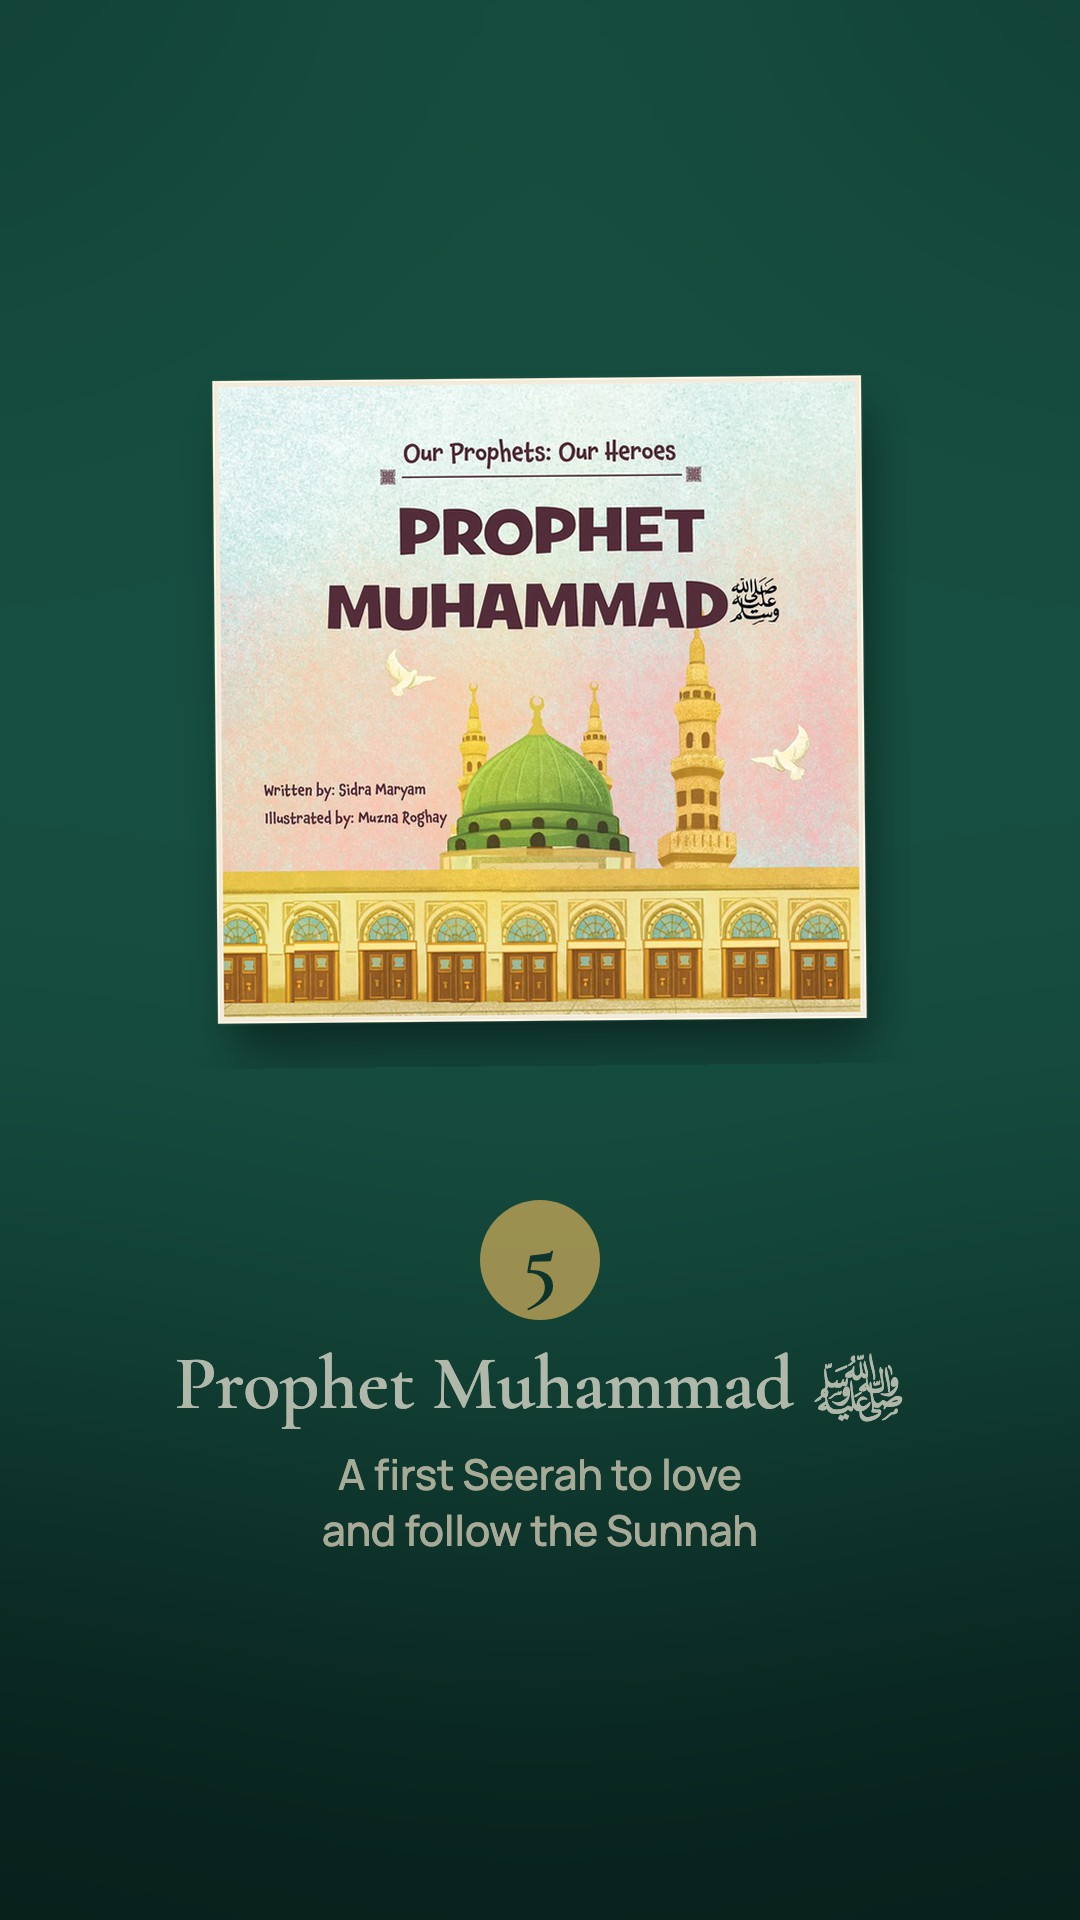 Our Prophets: Our Heroes
PROPHET
MUHAMMAD ﷺ
Written by: Sidra Maryam
Illustrated by: Muzna Roghay
5
Prophet Muhammad ﷺ
A first Seerah to love
and follow the Sunnah